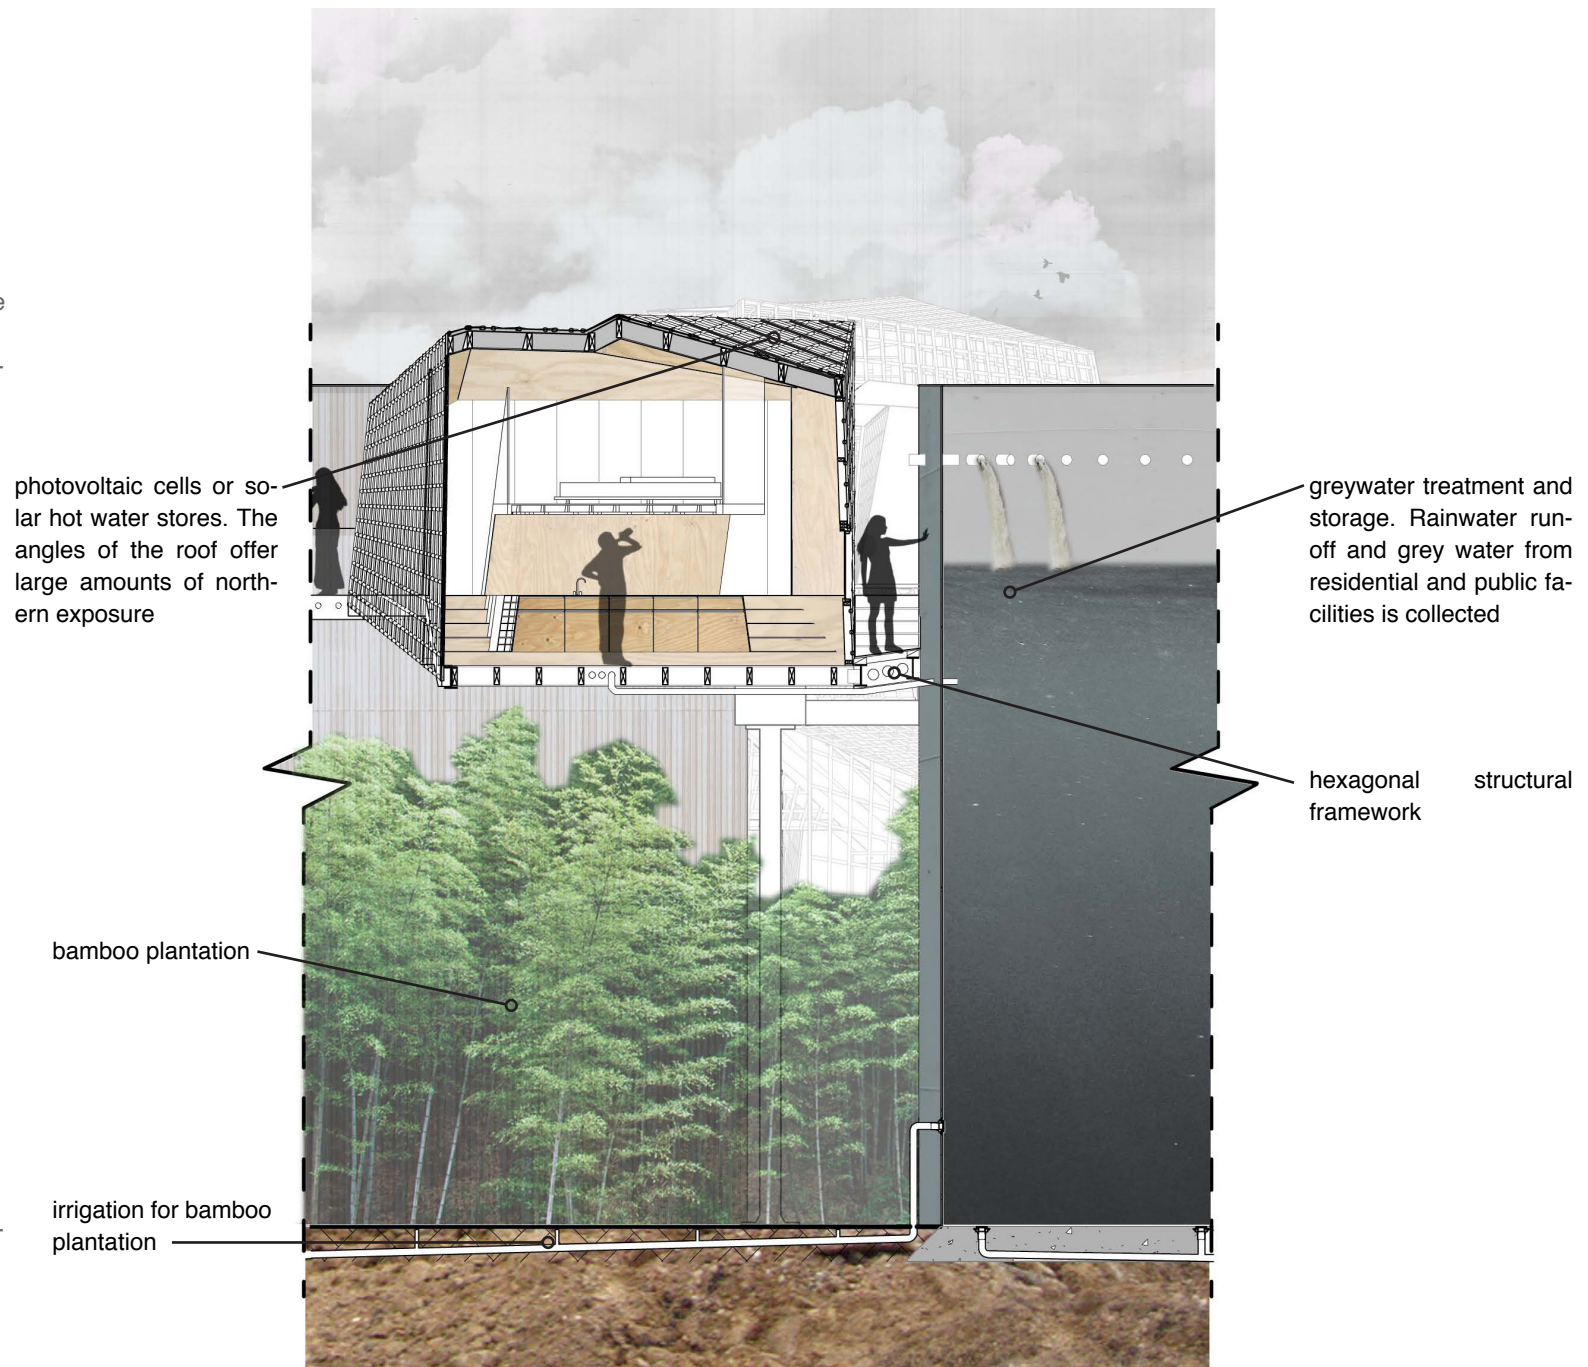 e
-
photovoltaic cells or so-
lar hot water stores. The
angles of the roof offer
large amounts of north-
ern exposure
greywater treatment and
storage. Rainwater run-
off and grey water from
residential and public fa-
cilities is collected
hexagonal structural
framework
bamboo plantation
irrigation for bamboo
plantation
-